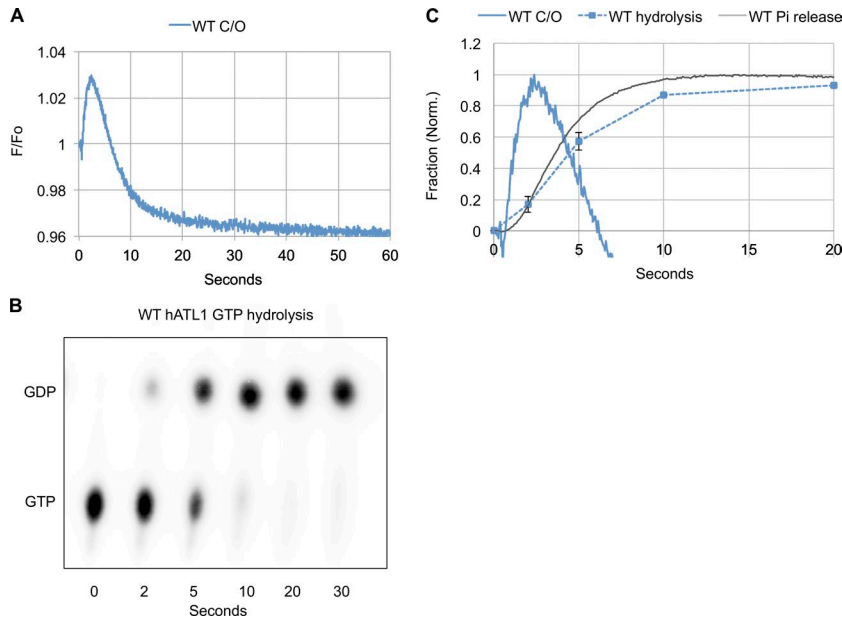 A
WT C/O
1.04
1.02
1
0.98
0.96
F/Fo
0 10 20 30 40 50 60
Seconds
B
WT hATL1 GTP hydrolysis
GDP
GTP
0 2 5 10 20 30
Seconds
C
WT C/O WT hydrolysis WT Pi release
1.2
1
0.8
0.6
0.4
0.2
0
Fraction (Norm.)
0 5 10 15 20
Seconds